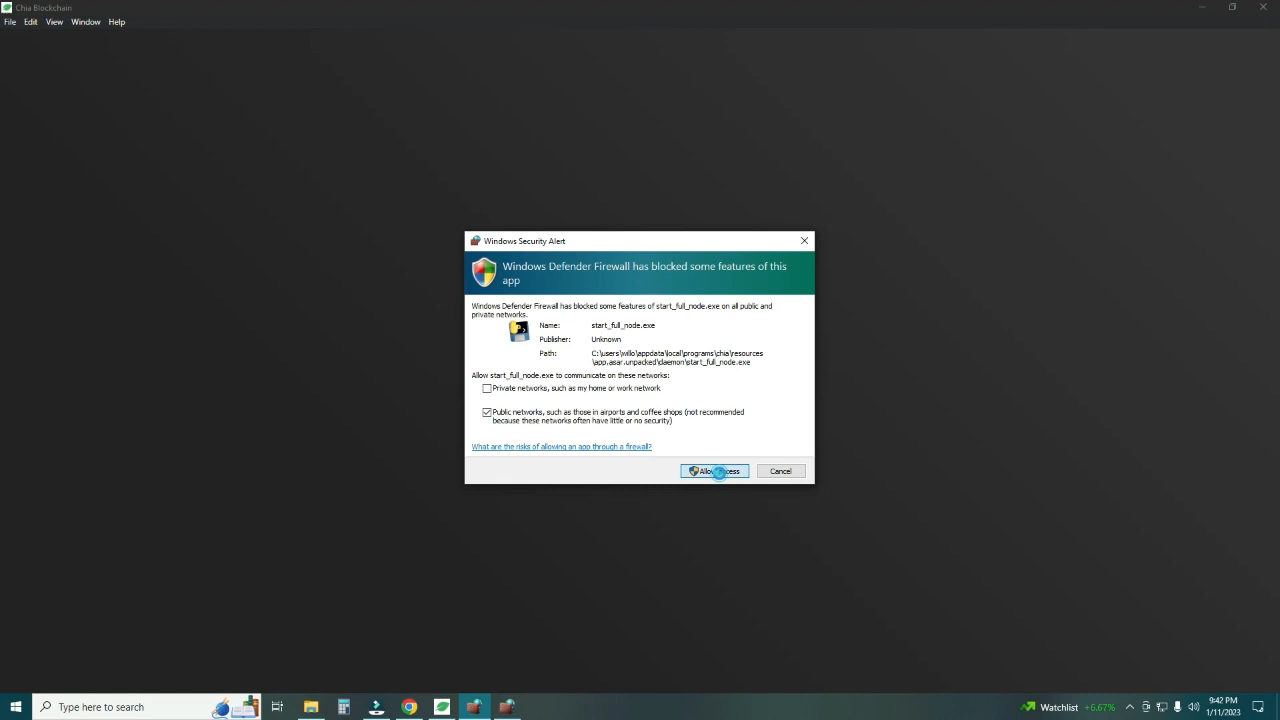 Chia Blockchain
File Edit View Window Help
Windows Security Alert
Windows Defender Firewall has blocked some features of this
app
Windows Defender Firewall has blocked some features of start_full_node.exe on all public and
private networks.
Name: start_full_node.exe
Publisher: Unknown
Path: C:\users\willo\appdata\local\programs\chia\resources
\app.asar.unpacked\daemon\start_full_node.exe
Allow start_full_node.exe to communicate on these networks:
Private networks, such as my home or work network
Public networks, such as those in airports and coffee shops (not recommended
because these networks often have little or no security)
What are the risks of allowing an app through a firewall?
Cancel
Type here to search
Watchlist +6.67%
9:42 PM
1/11/2023